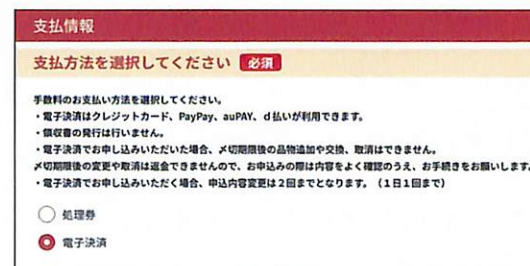 支払情報
支払方法を選択してください 必須
手数料のお支払い方法を選択してください。
・電子決済はクレジットカード、PayPay、auPAY、d払いが利用できます。
・領収書の発行は行いません。
・電子決済でお申し込みいただいた場合、〆切期限後の品物追加や交換、取消はできません。
〆切期限後の変更や取消は返金できませんので、お申込みの際は内容をよく確認のうえ、お手続きをお願いします。
・電子決済でお申し込みいただく場合、申込内容変更は2回までとなります。（1日1回まで）
処理券
電子決済